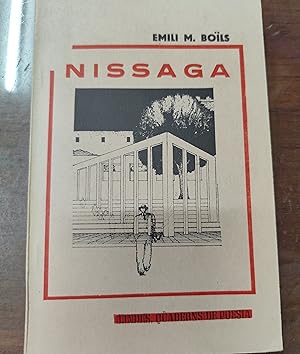 EMILI M. BOÏLS
NISSAGA
QUADERNS DE POESIA